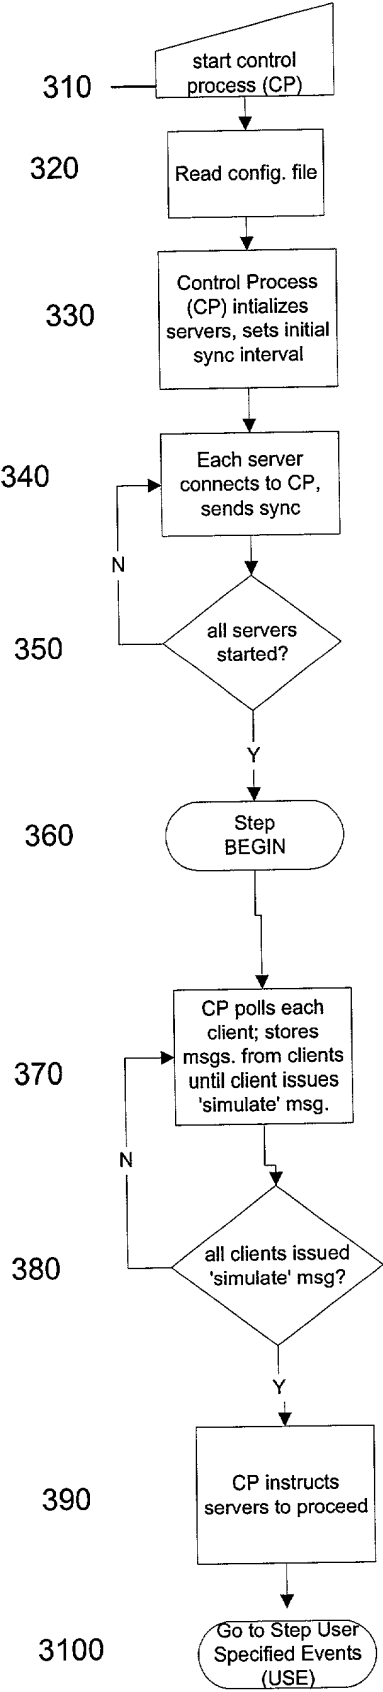 310
start control
process (CP)
320
Read config. file
330
Control Process
(CP) intializes
servers, sets initial
sync interval
340
Each server
connects to CP,
sends sync
N
350
all servers
started?
Y
360
Step
BEGIN
370
CP polls each
client; stores
msgs. from clients
until client issues
'simulate' msg.
N
380
all clients issued
'simulate' msg?
Y
390
CP instructs
servers to proceed
3100
Go to Step User
Specified Events
(USE)